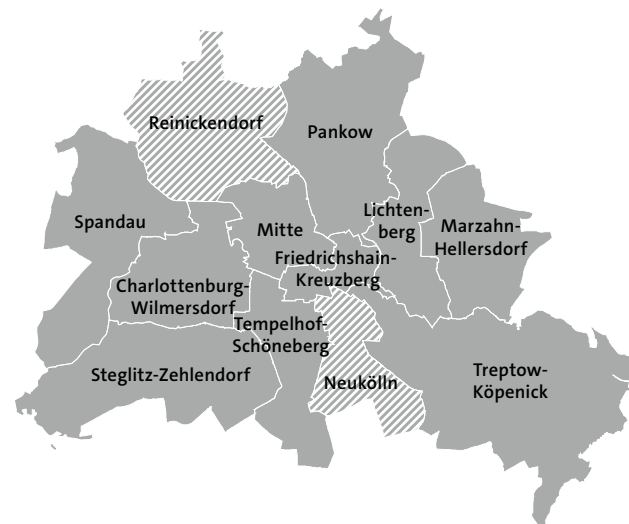 Reinickendorf
Pankow
Spandau
Mitte
Lichten-
berg
Marzahn-
Hellersdorf
Friedrichshain-
Kreuzberg
Charlottenburg-
Wilmersdorf
Tempelhof-
Schöneberg
Steglitz-Zehlendorf
Neukölln
Treptow-
Köpenick